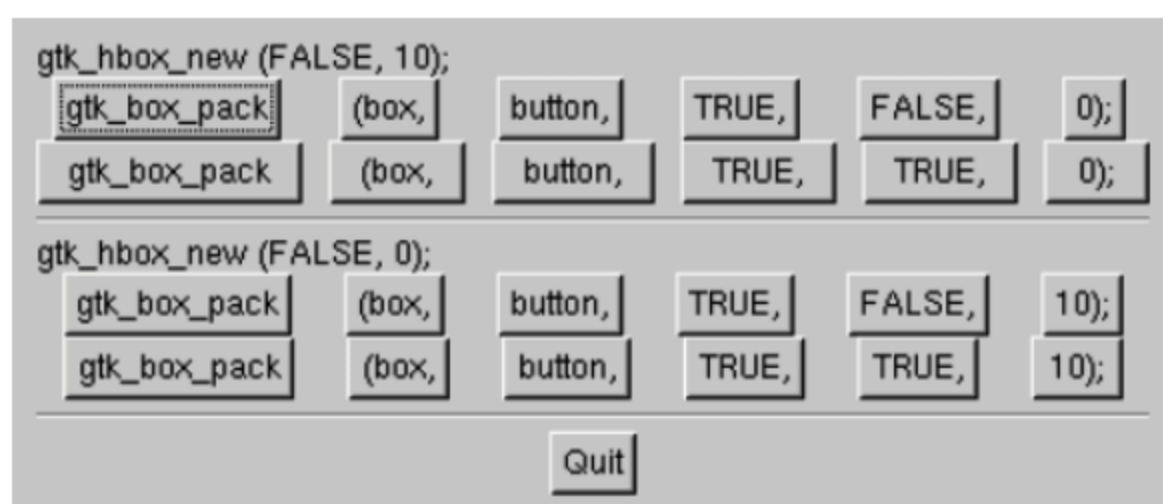 gtk_hbox_new (FALSE, 10);
gtk_box_pack (box, button, TRUE, FALSE, 0);
gtk_box_pack (box, button, TRUE, TRUE, 0);
gtk_hbox_new (FALSE, 0);
gtk_box_pack (box, button, TRUE, FALSE, 10);
gtk_box_pack (box, button, TRUE, TRUE, 10);
Quit